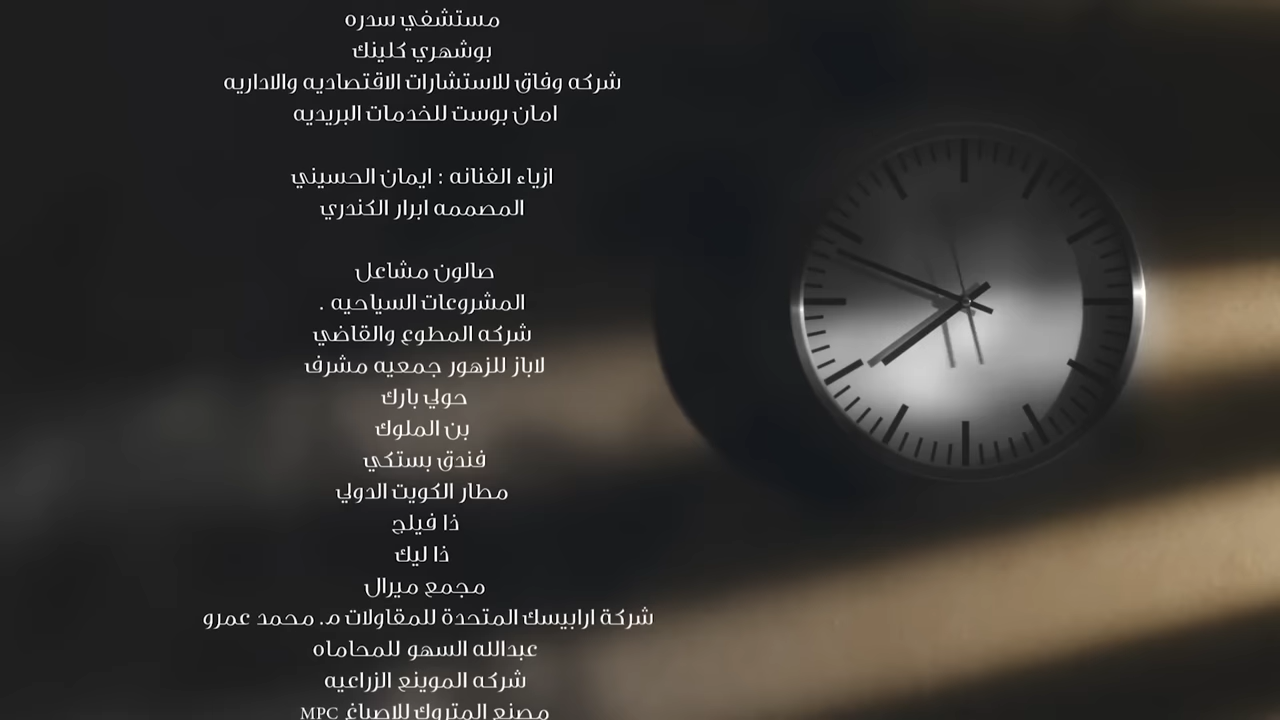 مستشفي سدره
بوشهري كلينك
شركه وفاق للاستشارات الاقتصاديه والاداريه
امان بوست للخدمات البريديه
ازياء الفنانه : ايمان الحسيني
المصممه ابرار الكندري
صالون مشاعل
المشروعات السياحيه .
شركه المطوع والقاضي
لاباز للزهور جمعيه مشرف
حولي بارك
بن الملوك
فندق بستكي
مطار الكويت الدولي
ذا فيلج
ذا ليك
مجمع ميرال
شركة ارابيسك المتحدة للمقاولات م. محمد عمرو
عبدالله السهو للمحاماه
شركه الموينع الزراعيه
مصنع المتروك للاصباغ MPC